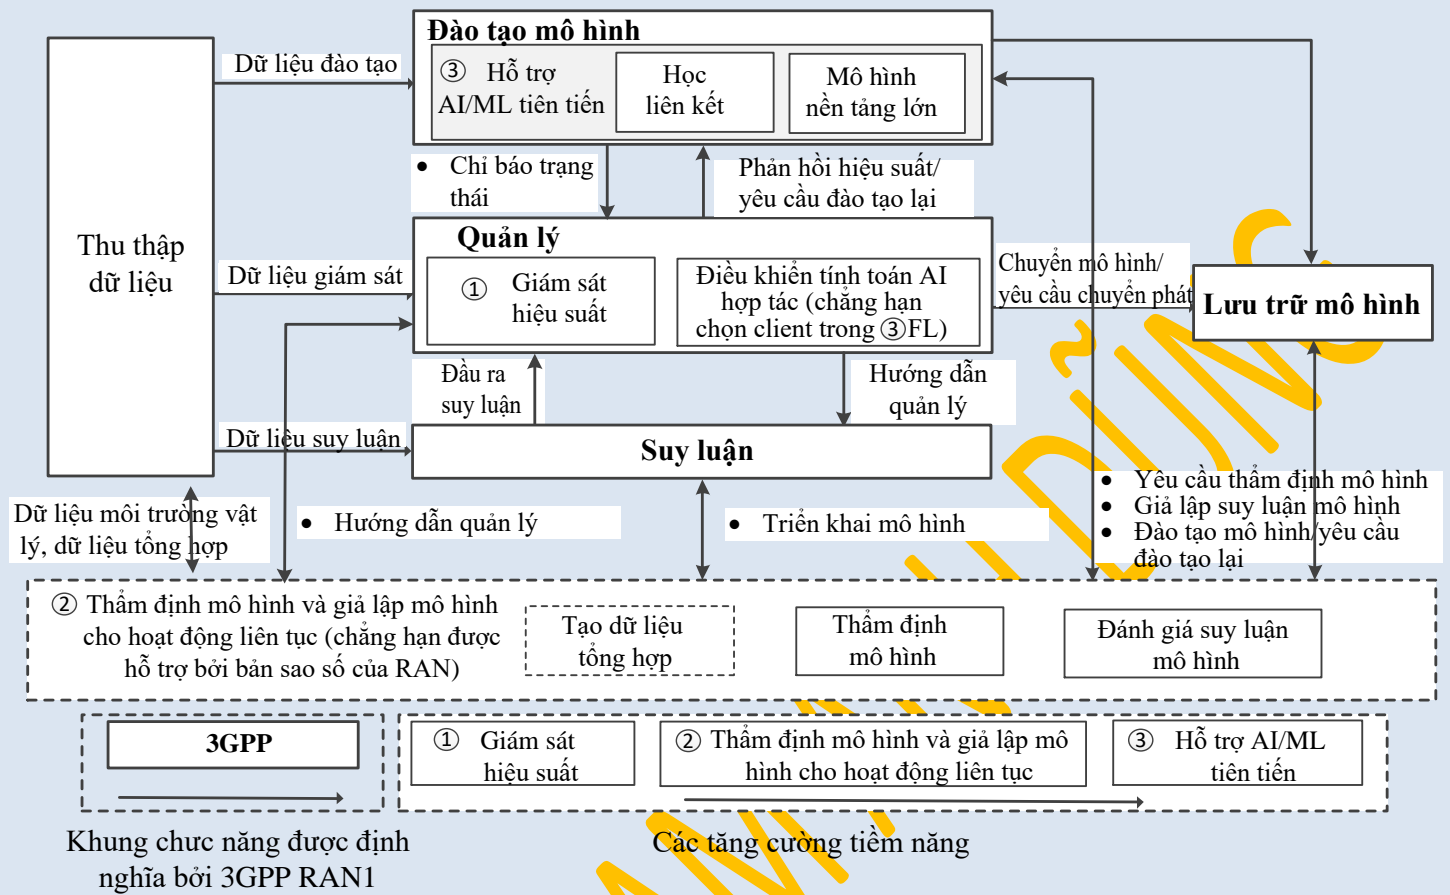 Đào tạo mô hình
③ Hỗ trợ
AI/ML tiên tiến
Học
liên kết
Mô hình
nền tảng lớn
Dữ liệu đào tạo
Thu thập
dữ liệu
• Chỉ báo trạng
thái
Phản hồi hiệu suất/
yêu cầu đào tạo lại
Quản lý
① Giám sát
hiệu suất
Điều khiển tính toán AI
hợp tác (chẳng hạn
chọn client trong ③FL)
Dữ liệu giám sát
Chuyển mô hình/
yêu cầu chuyển phát
Lưu trữ mô hình
Đầu ra
suy luận
Hướng dẫn
quản lý
Dữ liệu suy luận
Suy luận
Dữ liệu môi trường vật
lý, dữ liệu tổng hợp
• Hướng dẫn quản lý
• Triển khai mô hình
• Yêu cầu thẩm định mô hình
• Giả lập suy luận mô hình
• Đào tạo mô hình/yêu cầu
đào tạo lại
② Thẩm định mô hình và giả lập mô hình
cho hoạt động liên tục (chẳng hạn được
hỗ trợ bởi bản sao số của RAN)
Tạo dữ liệu
tổng hợp
Thẩm định
mô hình
Đánh giá suy luận
mô hình
3GPP
① Giám sát
hiệu suất
② Thẩm định mô hình và giả lập mô
hình cho hoạt động liên tục
③ Hỗ trợ AI/ML
tiên tiến
Khung chưc năng được định
nghĩa bởi 3GPP RAN1
Các tăng cường tiềm năng